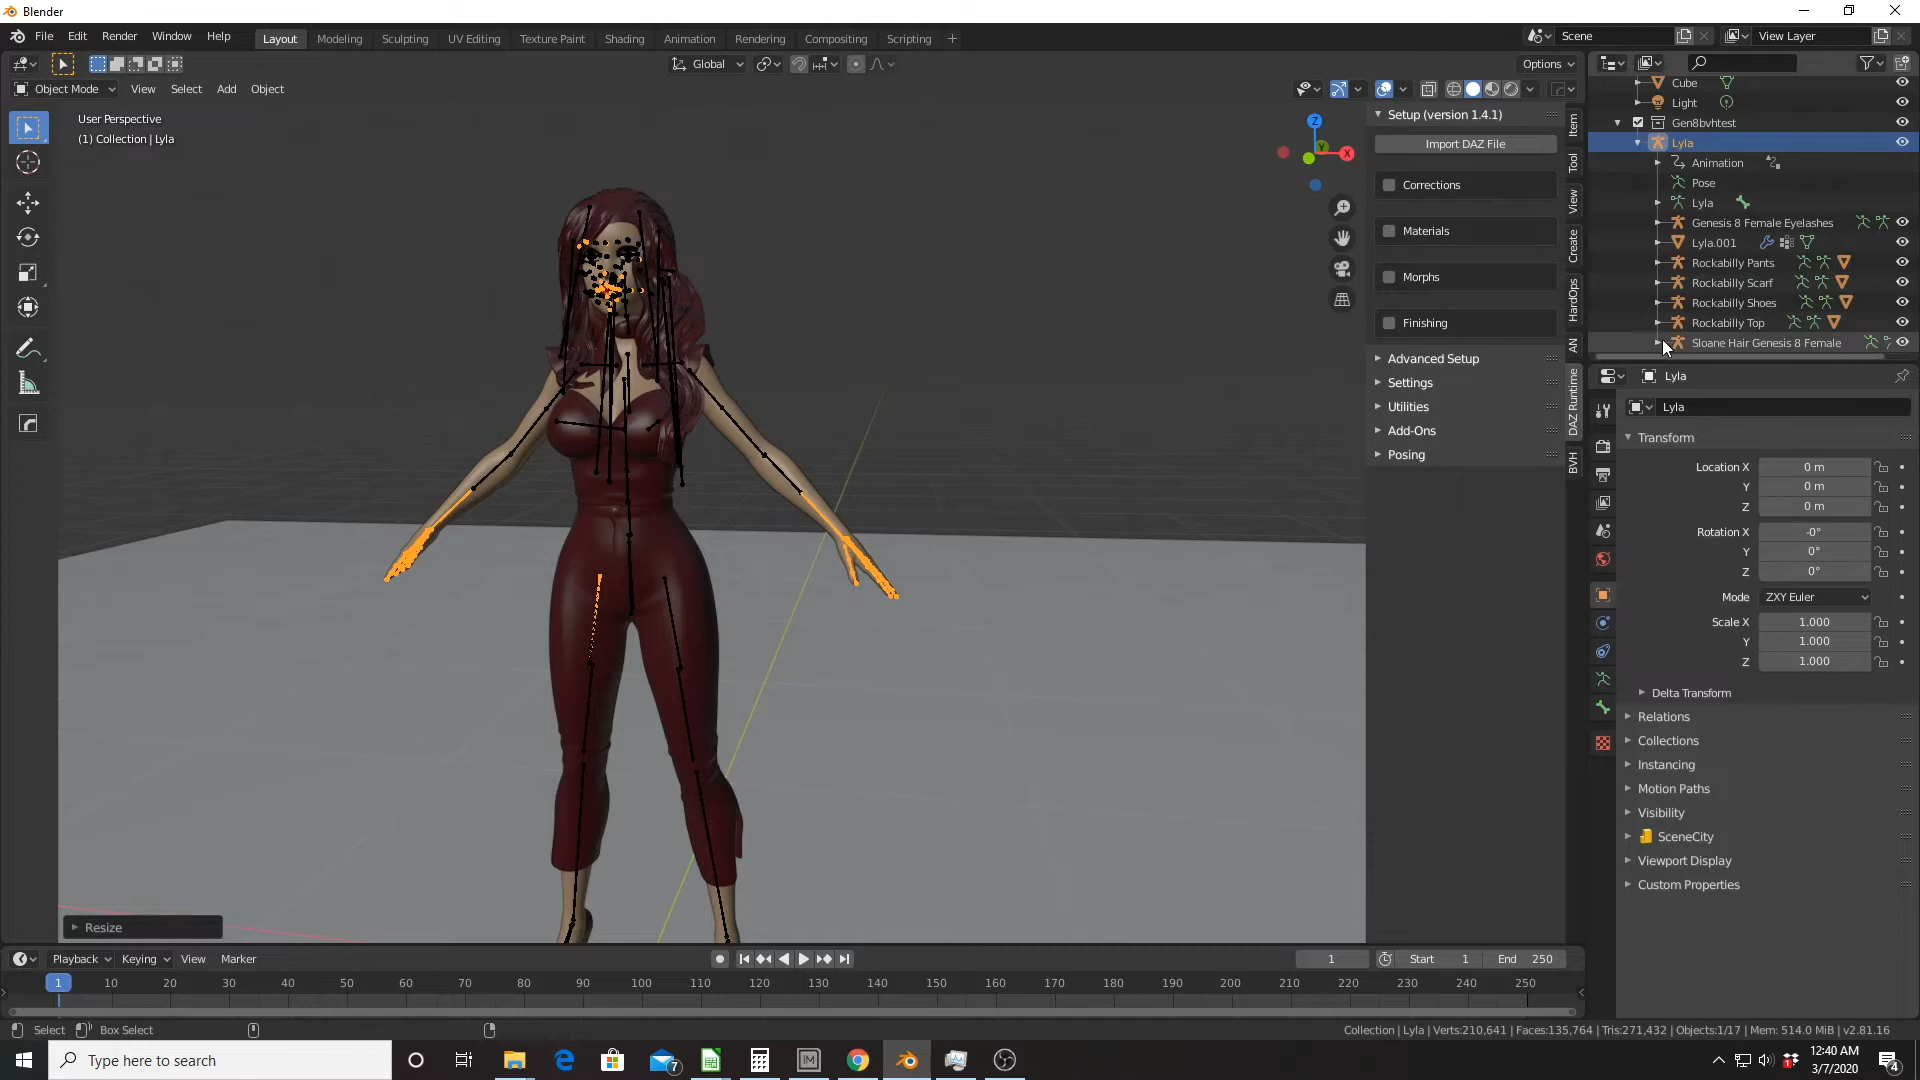 Blender
File Edit Render Window Help
Layout Modeling Sculpting UV Editing Texture Paint Shading Animation Rendering Compositing Scripting +
Scene
View Layer
Global
Options
Object Mode View Select Add Object
User Perspective
(1) Collection | Lyla
Z
Y
X
Setup (version 1.4.1)
Import DAZ File
Corrections
Materials
Morphs
Finishing
Advanced Setup
Settings
Utilities
Add-Ons
Posing
Item
Tool
View
Create
HardOps
AN
DAZ Runtime
BVH
Cube
Light
Gen8bvhtest
Lyla
Animation
Pose
Lyla
Genesis 8 Female Eyelashes
Lyla.001
Rockabilly Pants
Rockabilly Scarf
Rockabilly Shoes
Rockabilly Top
Sloane Hair Genesis 8 Female
Lyla
Lyla
Transform
Location X 0 m
Y 0 m
Z 0 m
Rotation X -0°
Y 0°
Z 0°
Mode ZXY Euler
Scale X 1.000
Y 1.000
Z 1.000
Delta Transform
Relations
Collections
Instancing
Motion Paths
Visibility
SceneCity
Viewport Display
Custom Properties
Resize
Playback Keying View Marker
1 Start 1 End 250
1 10 20 30 40 50 60 70 80 90 100 110 120 130 140 150 160 170 180 190 200 210 220 230 240 250
Select Box Select
Collection | Lyla | Verts:210,641 | Faces:135,764 | Tris:271,432 | Objects:1/17 | Mem: 514.0 MiB | v2.81.16
Type here to search
7
IM
1
12:40 AM
3/7/2020
4